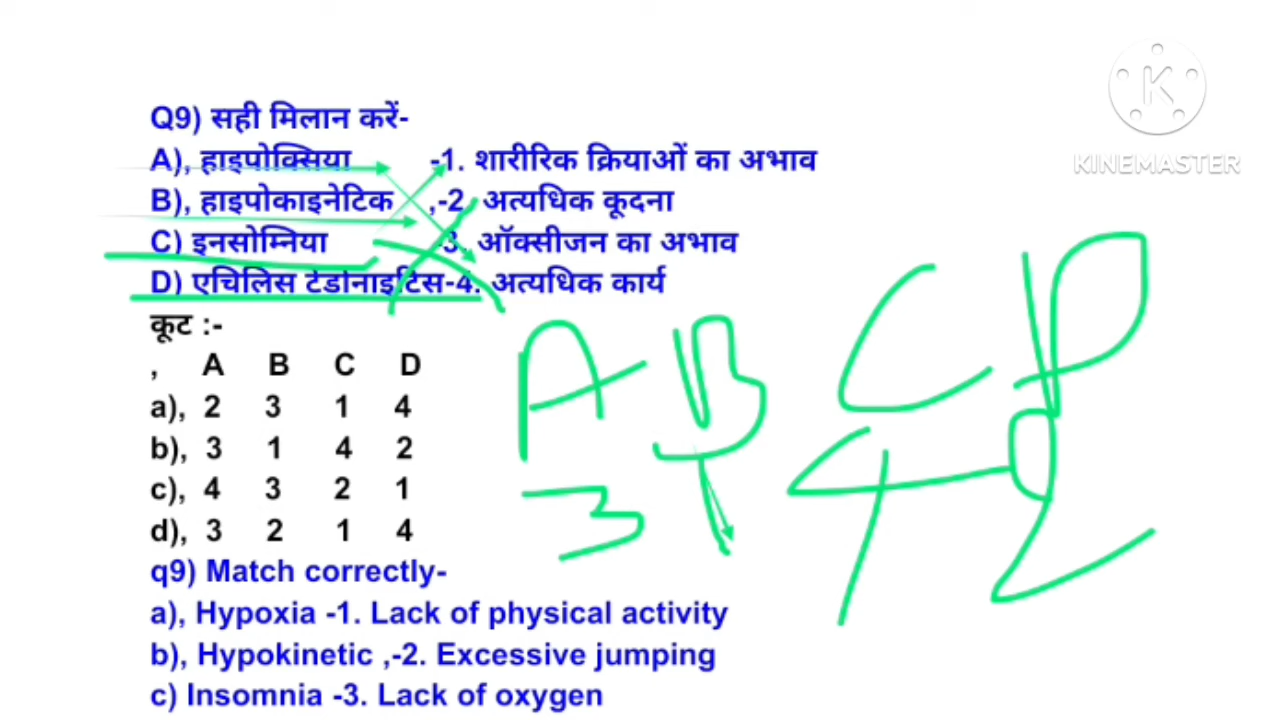 KINEMASTER
Q9) सही मिलान करें-
A), हाइपोक्सिया -1. शारीरिक क्रियाओं का अभाव
B), हाइपोकाइनेटिक ,-2. अत्यधिक कूदना
C) इनसोम्निया -3. ऑक्सीजन का अभाव
D) एचिलिस टेंडोनाइटिस-4. अत्यधिक कार्य
कूट :-
, A B C D
a), 2 3 1 4
b), 3 1 4 2
c), 4 3 2 1
d), 3 2 1 4
A B C D
3 1 4 2
q9) Match correctly-
a), Hypoxia -1. Lack of physical activity
b), Hypokinetic ,-2. Excessive jumping
c) Insomnia -3. Lack of oxygen